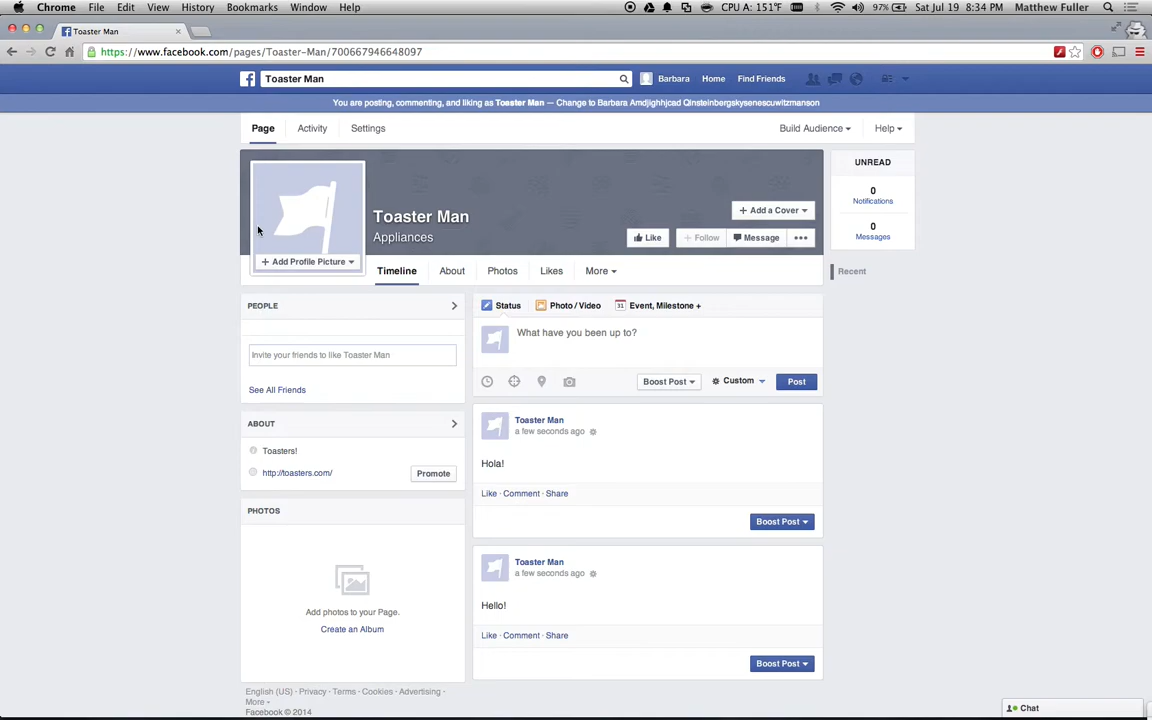 Chrome File Edit View History Bookmarks Window Help CPU A: 151°F 97% Sat Jul 19 8:34 PM Matthew Fuller
Toaster Man
https://www.facebook.com/pages/Toaster-Man/700667946648097
Toaster Man Barbara Home Find Friends
You are posting, commenting, and liking as Toaster Man — Change to Barbara Amdjighhjcad Qinsteinbergskysenescuwitzmanson
Page Activity Settings Build Audience Help
UNREAD
0
Notifications
0
Messages
Recent
+ Add a Cover
Toaster Man
Appliances
Like + Follow Message
+ Add Profile Picture
Timeline About Photos Likes More
PEOPLE
Invite your friends to like Toaster Man
See All Friends
ABOUT
Toasters!
http://toasters.com/ Promote
PHOTOS
Add photos to your Page.
Create an Album
English (US) · Privacy · Terms · Cookies · Advertising ·
More
Facebook © 2014
Status Photo / Video 31 Event, Milestone +
What have you been up to?
Boost Post Custom Post
Toaster Man
a few seconds ago
Hola!
Like · Comment · Share
Boost Post
Toaster Man
a few seconds ago
Hello!
Like · Comment · Share
Boost Post
Chat